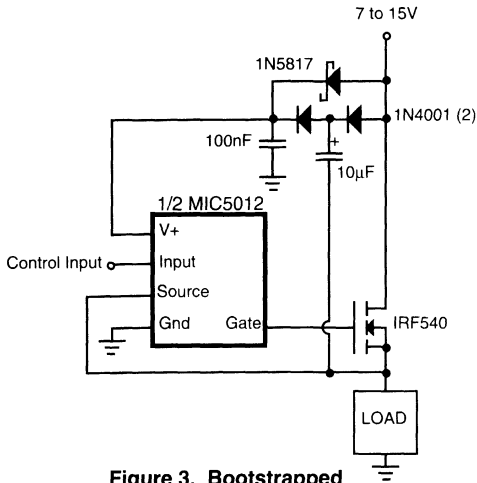 7 to 15V
1N5817
1N4001 (2)
100nF
+
10µF
1/2 MIC5012
V+
Control Input
Input
Source
Gnd
Gate
IRF540
LOAD
Figure 3. Bootstrapped